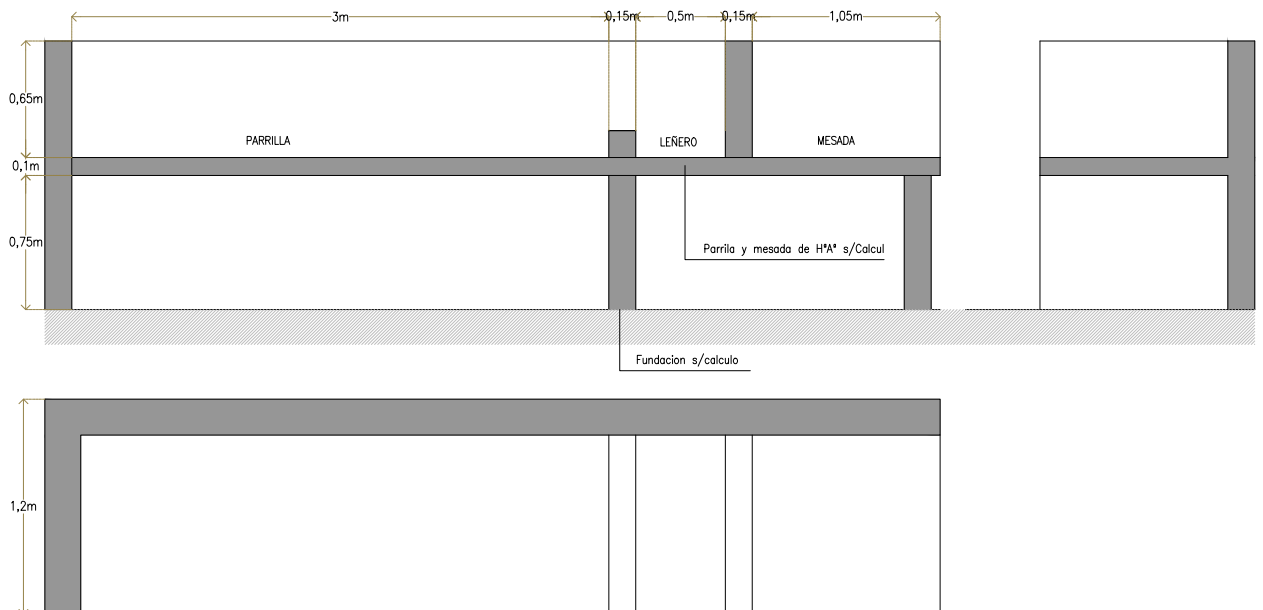 3m
0,15m
0,5m
0,15m
1,05m
0,65m
PARRILLA
LEÑERO
MESADA
0,1m
0,75m
Parrila y mesada de HªAª s/Calcul
Fundacion s/calculo
1,2m